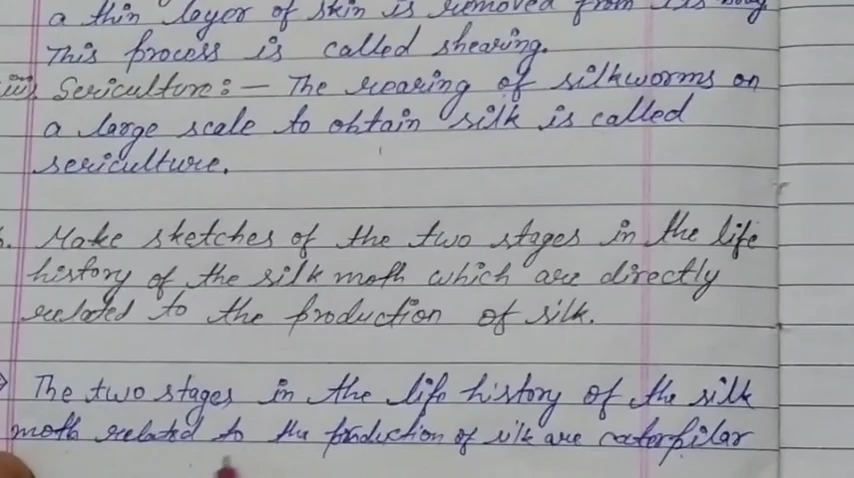 a thin layer of skin is removed from its body
This process is called shearing.
iii) Sericulture:- The rearing of silkworms on
a large scale to obtain silk is called
sericulture.
Make sketches of the two stages in the life
history of the silk moth which are directly
related to the production of silk.
The two stages in the life history of the silk
moth related to the production of silk are caterpilar